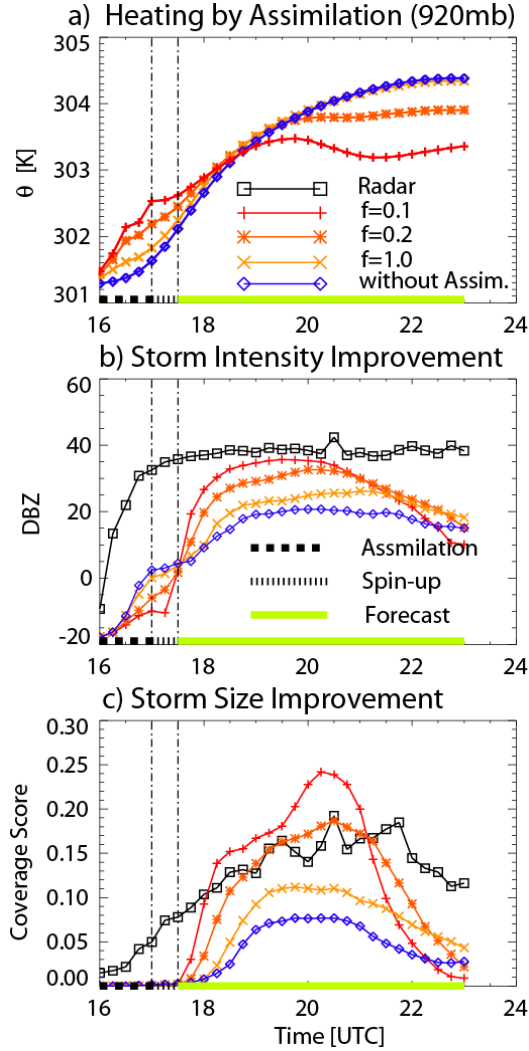 a) Heating by Assimilation (920mb)
305
304
303
302
301
θ [K]
Radar
f=0.1
f=0.2
f=1.0
without Assim.
16 18 20 22 24
b) Storm Intensity Improvement
60
40
20
0
-20
DBZ
Assmilation
Spin-up
Forecast
16 18 20 22 24
c) Storm Size Improvement
0.30
0.25
0.20
0.15
0.10
0.05
0.00
Coverage Score
16 18 20 22 24
Time [UTC]